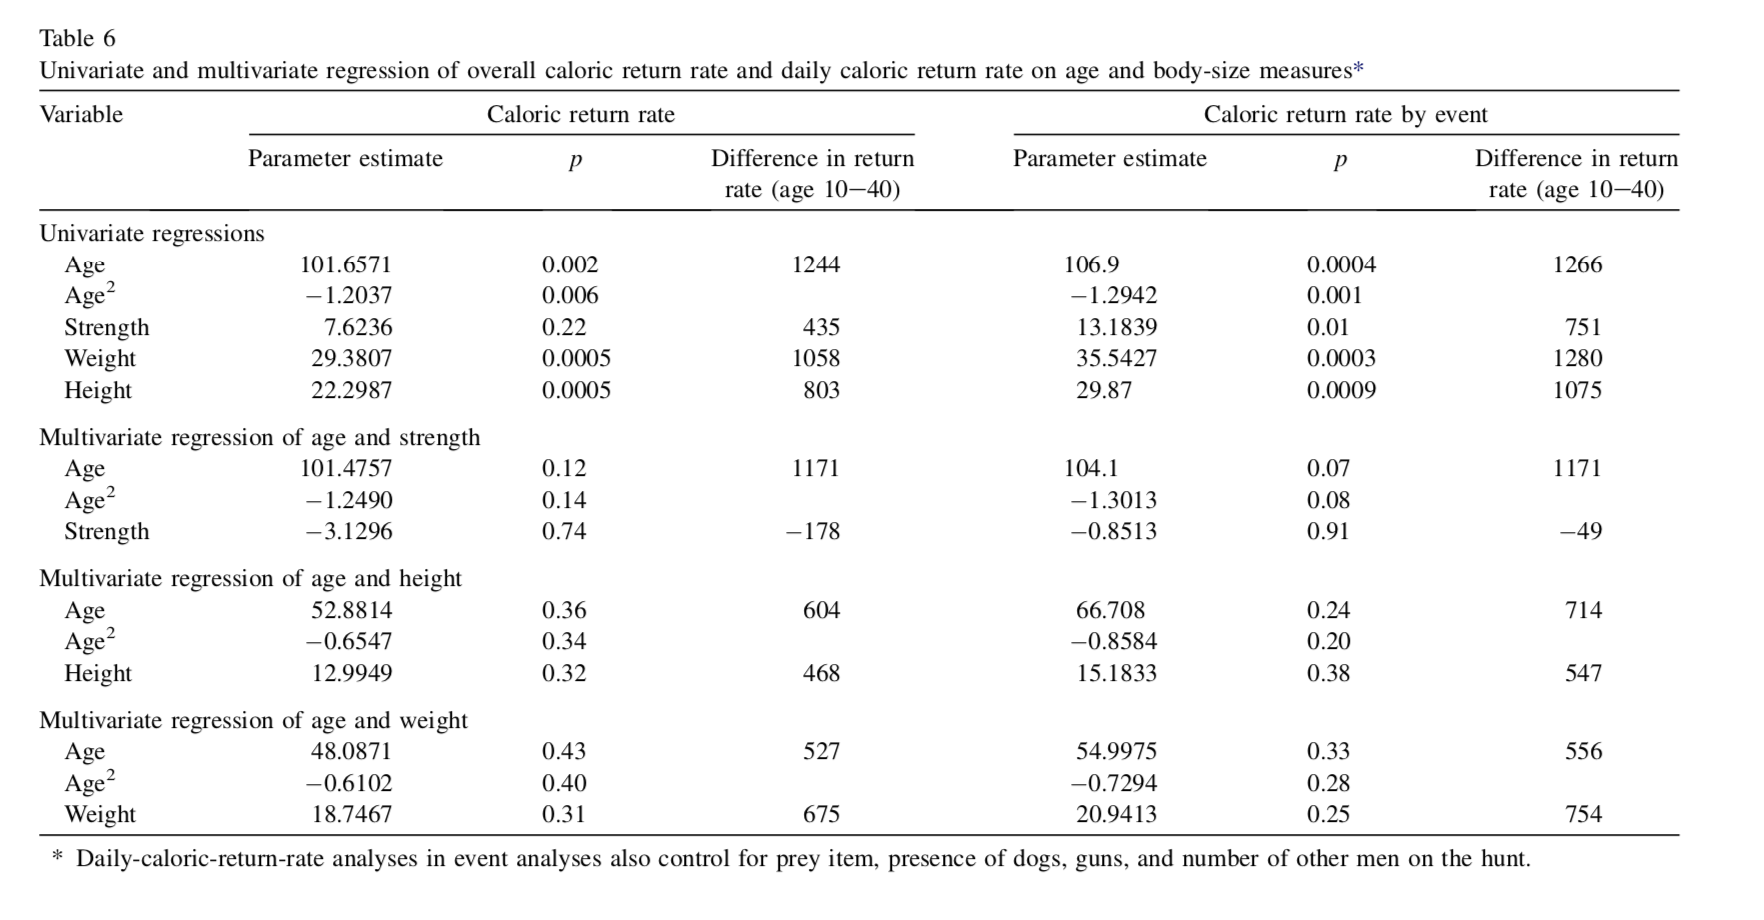 Table 6
Univariate and multivariate regression of overall caloric return rate and daily caloric return rate on age and body-size measures*
Variable Caloric return rate Caloric return rate by event
Parameter estimate p Difference in return rate (age 10−40) Parameter estimate p Difference in return rate (age 10−40)
Univariate regressions
Age 101.6571 0.002 1244 106.9 0.0004 1266
Age² −1.2037 0.006 −1.2942 0.001
Strength 7.6236 0.22 435 13.1839 0.01 751
Weight 29.3807 0.0005 1058 35.5427 0.0003 1280
Height 22.2987 0.0005 803 29.87 0.0009 1075
Multivariate regression of age and strength
Age 101.4757 0.12 1171 104.1 0.07 1171
Age² −1.2490 0.14 −1.3013 0.08
Strength −3.1296 0.74 −178 −0.8513 0.91 −49
Multivariate regression of age and height
Age 52.8814 0.36 604 66.708 0.24 714
Age² −0.6547 0.34 −0.8584 0.20
Height 12.9949 0.32 468 15.1833 0.38 547
Multivariate regression of age and weight
Age 48.0871 0.43 527 54.9975 0.33 556
Age² −0.6102 0.40 −0.7294 0.28
Weight 18.7467 0.31 675 20.9413 0.25 754
* Daily-caloric-return-rate analyses in event analyses also control for prey item, presence of dogs, guns, and number of other men on the hunt.